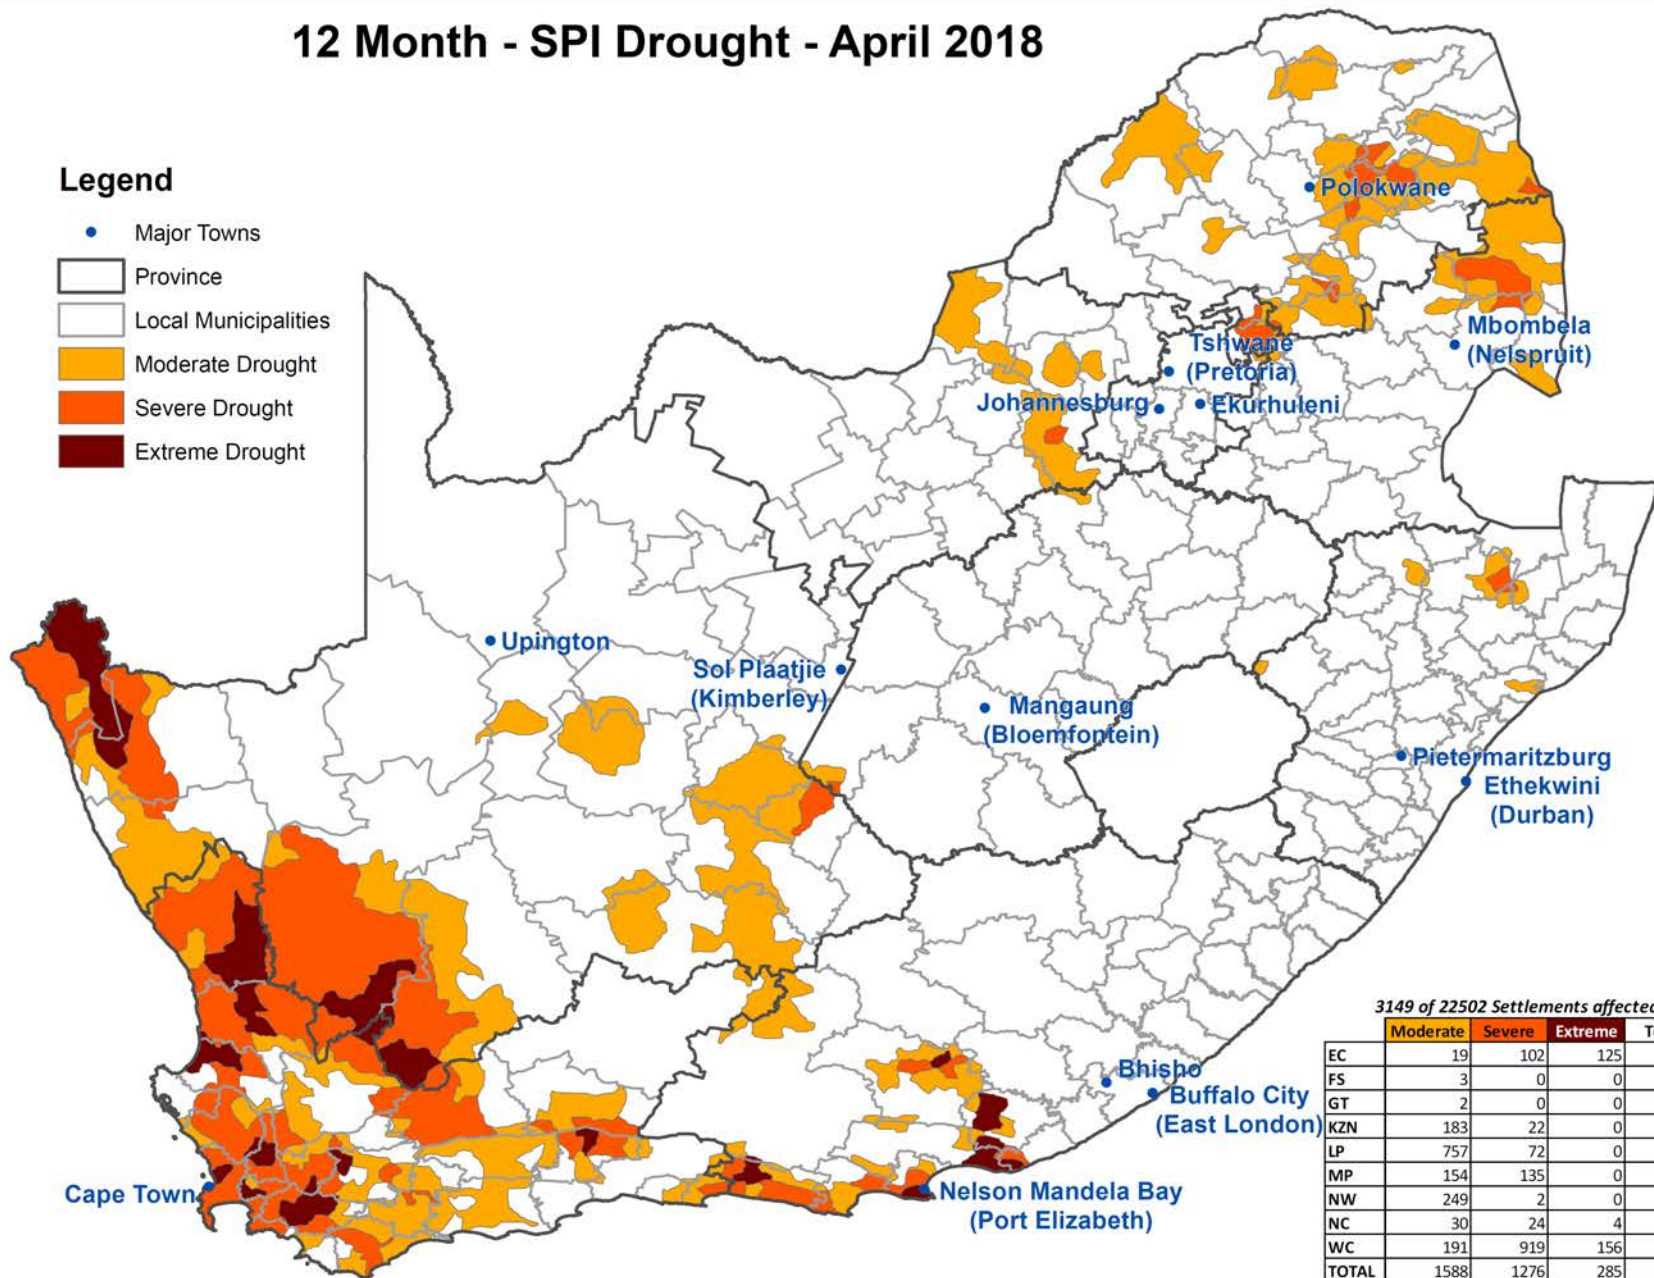 12 Month - SPI Drought - April 2018
Legend
Major Towns
Province
Local Municipalities
Moderate Drought
Severe Drought
Extreme Drought
Polokwane
Mbombela
(Nelspruit)
Tshwane
(Pretoria)
Johannesburg
Ekurhuleni
Upington
Sol Plaatjie
(Kimberley)
Mangaung
(Bloemfontein)
Pietermaritzburg
Ethekwini
(Durban)
Bhisho
Buffalo City
(East London)
Cape Town
Nelson Mandela Bay
(Port Elizabeth)
3149 of 22502 Settlements affected
Moderate Severe Extreme
EC 19 102 125
FS 3 0 0
GT 2 0 0
KZN 183 22 0
LP 757 72 0
MP 154 135 0
NW 249 2 0
NC 30 24 4
WC 191 919 156
TOTAL 1588 1276 285